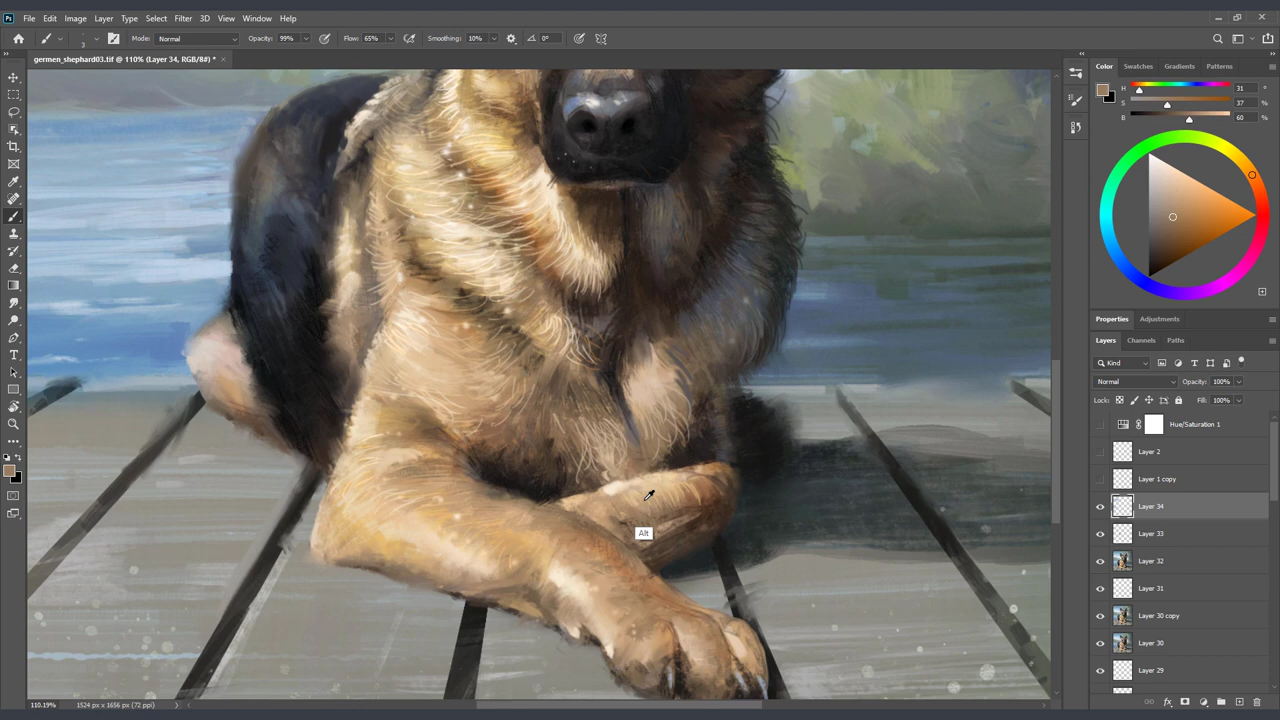 Ps File Edit Image Layer Type Select Filter 3D View Window Help
3 Mode: Normal Opacity: 99% Flow: 65% Smoothing: 10% 0°
germen_shephard03.tif @ 110% (Layer 34, RGB/8#) * ×
Color Swatches Gradients Patterns
H 31 °
S 37 %
B 60 %
Properties Adjustments
Layers Channels Paths
Kind
Normal Opacity: 100%
Lock: Fill: 100%
Hue/Saturation 1
Layer 2
Layer 1 copy
Layer 34
Layer 33
Layer 32
Layer 31
Layer 30 copy
Layer 30
Layer 29
Alt
110.19% 1524 px x 1656 px (72 ppi)